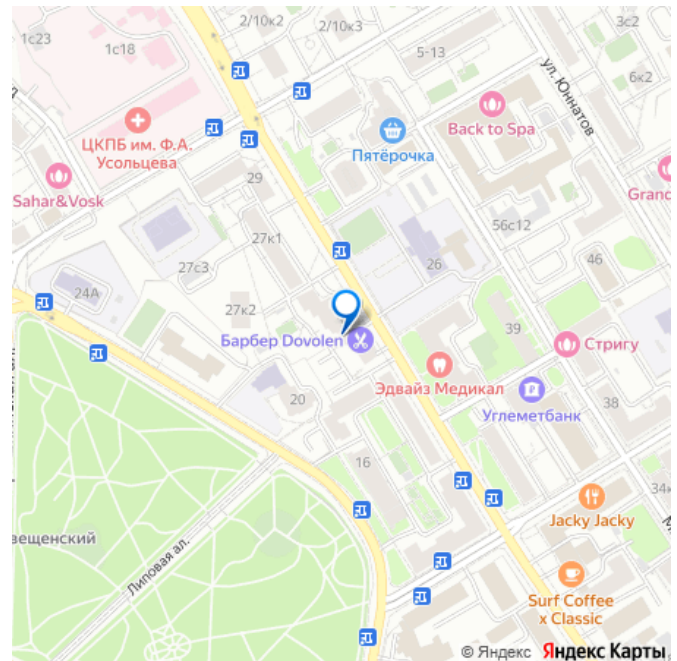 1с23
1с18
2/10к2
2/10к3
3с2
5-13
ул. Юннатов
6к2
Back to Spa
ЦКПБ им. Ф.А.
Усольцева
Пятёрочка
29
Sahar&Vosk
Grand
56с12
27к1
27с3
26
46
24А
27к2
Барбер Dovolen
39
Стригу
Эдвайз Медикал
20
Углеметбанк
38
16
34к
Jacky Jacky
вещенский
Липовая ал.
Surf Coffee
x Classic
© Яндекс Яндекс Карты